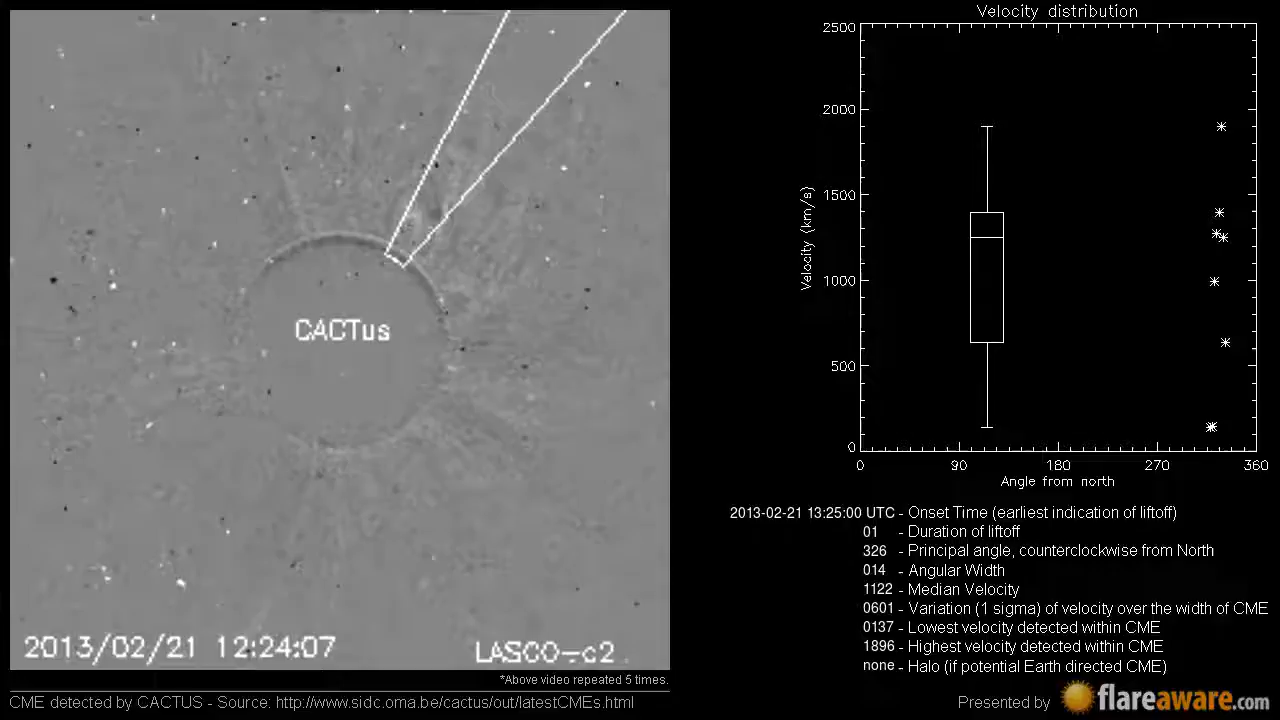 CACTus
2013/02/21 12:24:07
LASCO-c2
*Above video repeated 5 times.
CME detected by CACTUS - Source: http://www.sidc.oma.be/cactus/out/latestCMEs.html
Velocity distribution
Velocity (km/s)
2500
2000
1500
1000
500
0
0 90 180 270 360
Angle from north
2013-02-21 13:25:00 UTC - Onset Time (earliest indication of liftoff)
01 - Duration of liftoff
326 - Principal angle, counterclockwise from North
014 - Angular Width
1122 - Median Velocity
0601 - Variation (1 sigma) of velocity over the width of CME
0137 - Lowest velocity detected within CME
1896 - Highest velocity detected within CME
none - Halo (if potential Earth directed CME)
Presented by flareaware.com